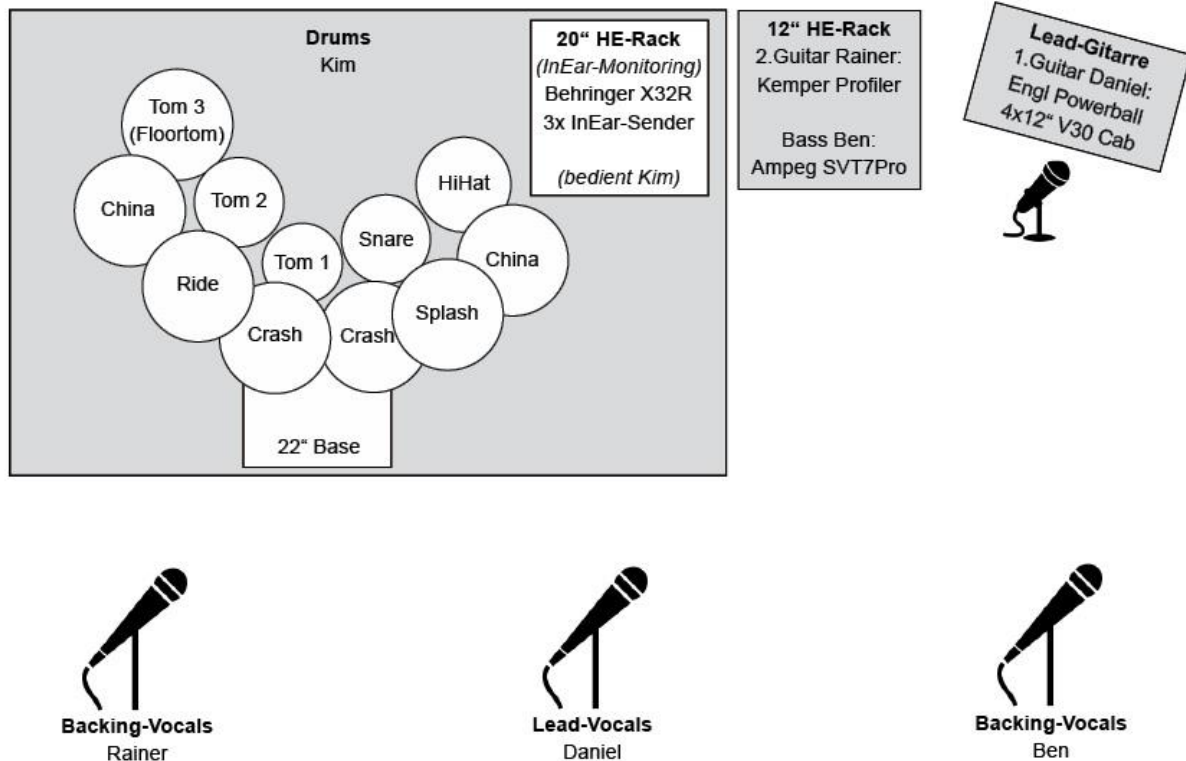 Drums
Kim
Tom 3
(Floortom)
China
Tom 2
Ride
Tom 1
Crash
Snare
Crash
HiHat
China
Splash
22“ Base
20“ HE-Rack
(InEar-Monitoring)
Behringer X32R
3x InEar-Sender
(bedient Kim)
12“ HE-Rack
2.Guitar Rainer:
Kemper Profiler
Bass Ben:
Ampeg SVT7Pro
Lead-Gitarre
1.Guitar Daniel:
Engl Powerball
4x12“ V30 Cab
Backing-Vocals
Rainer
Lead-Vocals
Daniel
Backing-Vocals
Ben